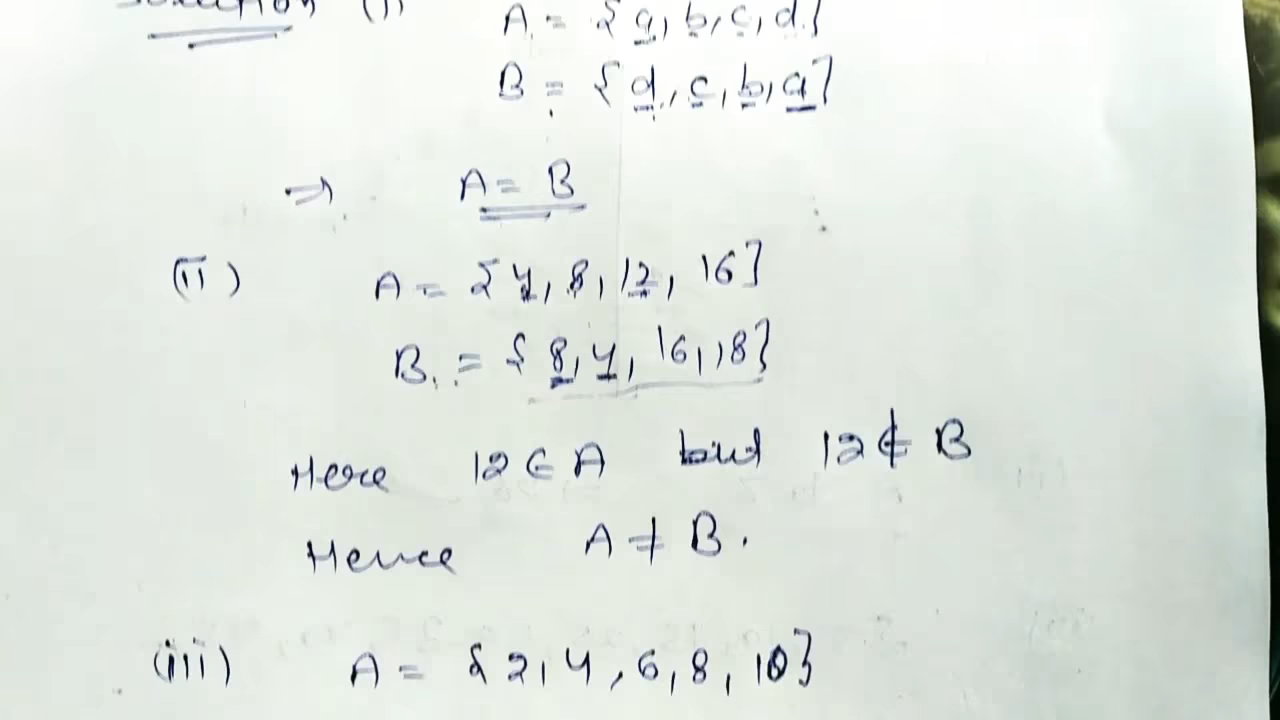 Solution (i) A = {a, b, c, d}
B = {d, c, b, a}
⇒ A = B
(ii) A = {4, 8, 12, 16}
B = {8, 4, 16, 18}
Here 12 ∈ A but 12 ∉ B
Hence A ≠ B.
(iii) A = {2, 4, 6, 8, 10}